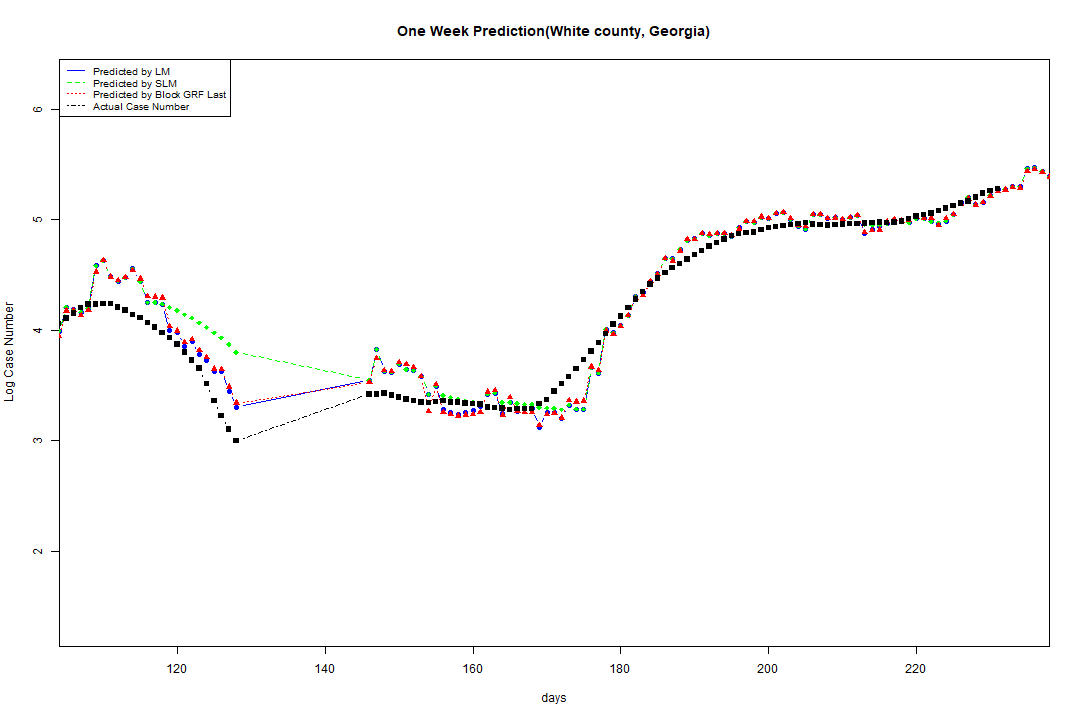 One Week Prediction(White county, Georgia)
Predicted by LM
Predicted by SLM
Predicted by Block GRF Last
Actual Case Number
6
5
4
3
2
Log Case Number
120 140 160 180 200 220
days